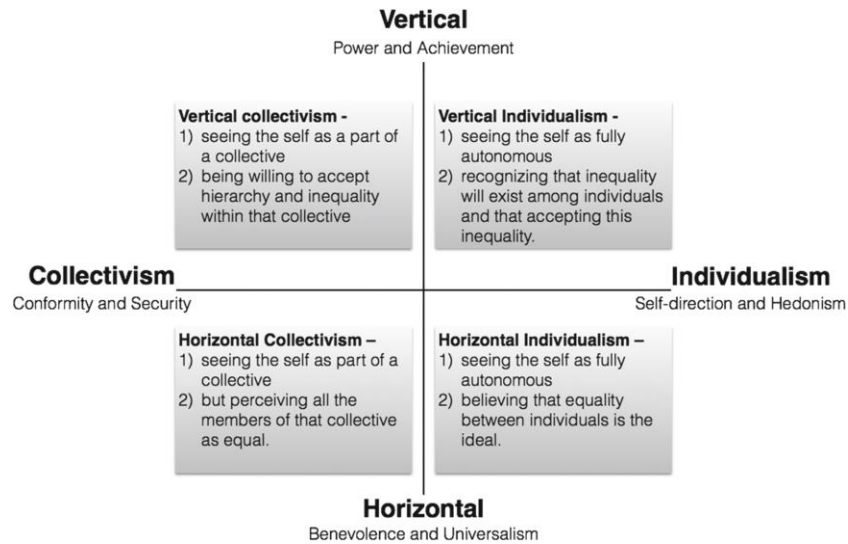 Vertical
Power and Achievement
Vertical collectivism -
1) seeing the self as a part of
a collective
2) being willing to accept
hierarchy and inequality
within that collective
Vertical Individualism -
1) seeing the self as fully
autonomous
2) recognizing that inequality
will exist among individuals
and that accepting this
inequality.
Collectivism
Conformity and Security
Individualism
Self-direction and Hedonism
Horizontal Collectivism –
1) seeing the self as part of a
collective
2) but perceiving all the
members of that collective
as equal.
Horizontal Individualism –
1) seeing the self as fully
autonomous
2) believing that equality
between individuals is the
ideal.
Horizontal
Benevolence and Universalism